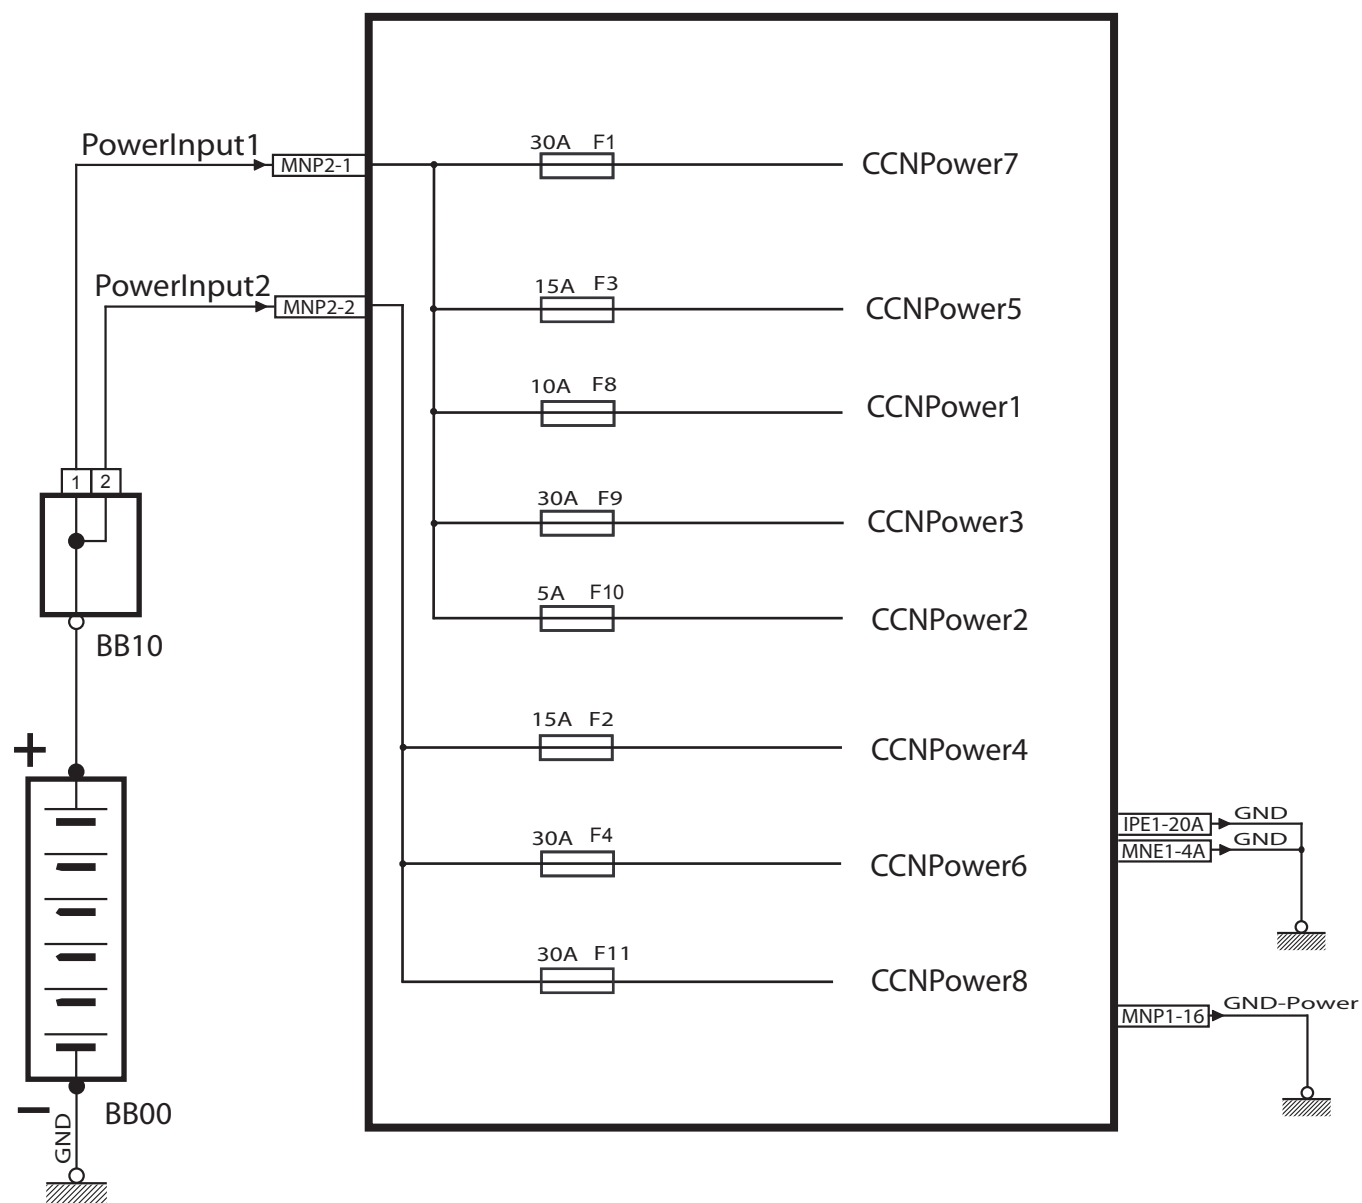 30A F1
PowerInput1
MNP2-1
CCNPower7
15A F3
PowerInput2
MNP2-2
CCNPower5
10A F8
CCNPower1
1 2
30A F9
CCNPower3
5A F10
CCNPower2
BB10
15A F2
CCNPower4
+
30A F4
CCNPower6
IPE1-20A
GND
MNE1-4A
GND
30A F11
CCNPower8
MNP1-16
GND-Power
BB00
–
GND